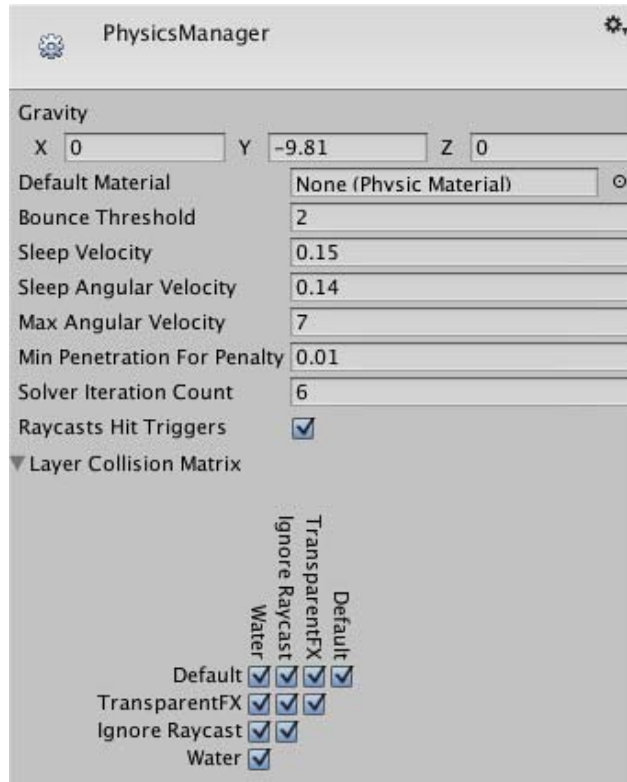 PhysicsManager
Gravity
X 0 Y -9.81 Z 0
Default Material None (Physic Material)
Bounce Threshold 2
Sleep Velocity 0.15
Sleep Angular Velocity 0.14
Max Angular Velocity 7
Min Penetration For Penalty 0.01
Solver Iteration Count 6
Raycasts Hit Triggers
Layer Collision Matrix
Water Ignore Raycast TransparentFX Default
Default
TransparentFX
Ignore Raycast
Water